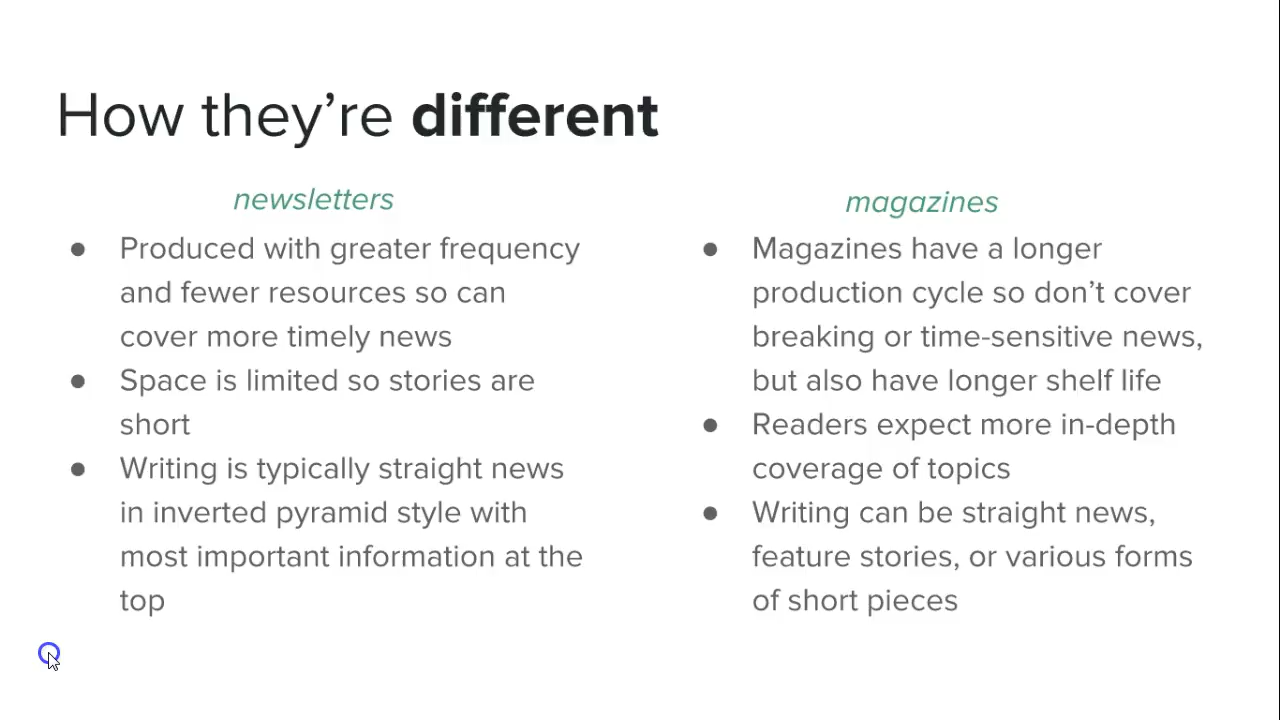 How they’re different
newsletters
● Produced with greater frequency
and fewer resources so can
cover more timely news
● Space is limited so stories are
short
● Writing is typically straight news
in inverted pyramid style with
most important information at the
top
magazines
● Magazines have a longer
production cycle so don’t cover
breaking or time-sensitive news,
but also have longer shelf life
● Readers expect more in-depth
coverage of topics
● Writing can be straight news,
feature stories, or various forms
of short pieces